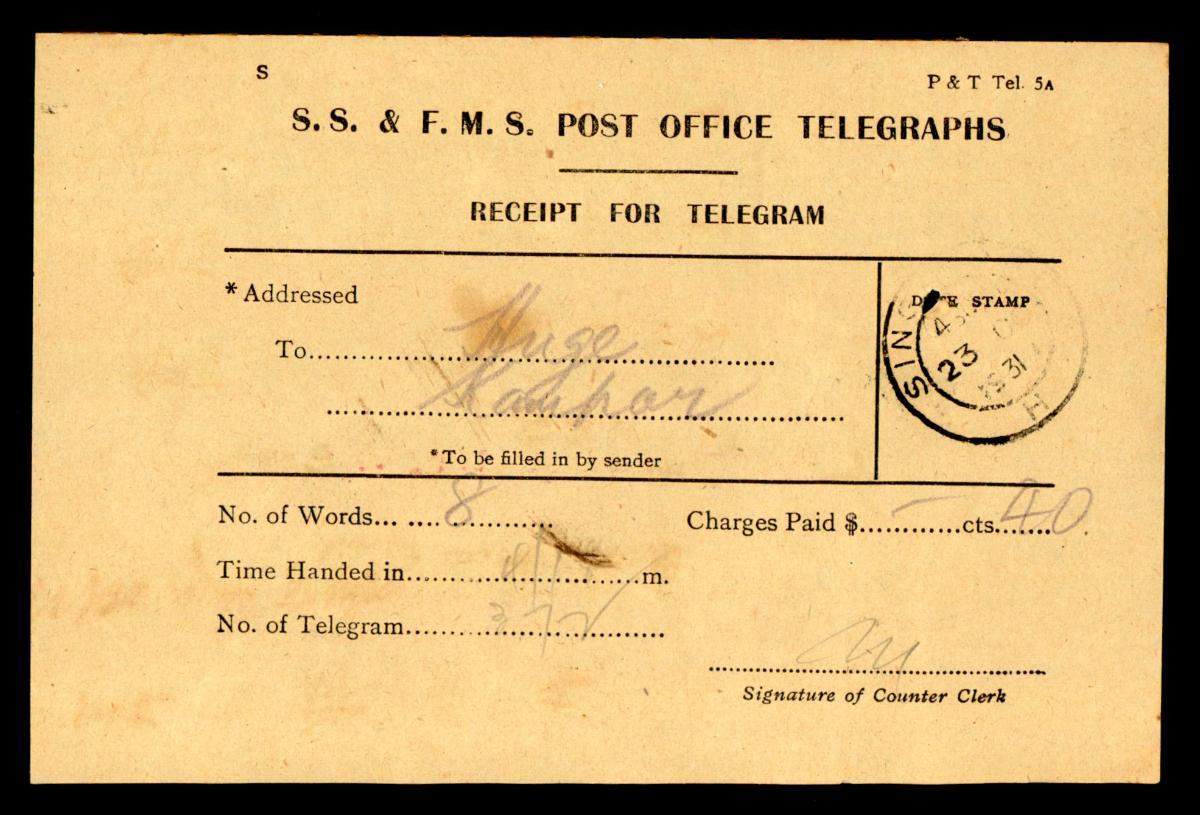 S
P & T Tel. 5A
S. S. & F. M. S. POST OFFICE TELEGRAPHS
RECEIPT FOR TELEGRAM
*Addressed
To.......... Huge
Kampar
*To be filled in by sender
DATE STAMP
SING
23
1931
H
No. of Words... .... 8 ..........
Charges Paid $.... – ....cts. 40
Time Handed in..............................m.
No. of Telegram.... 372 ..........
Signature of Counter Clerk